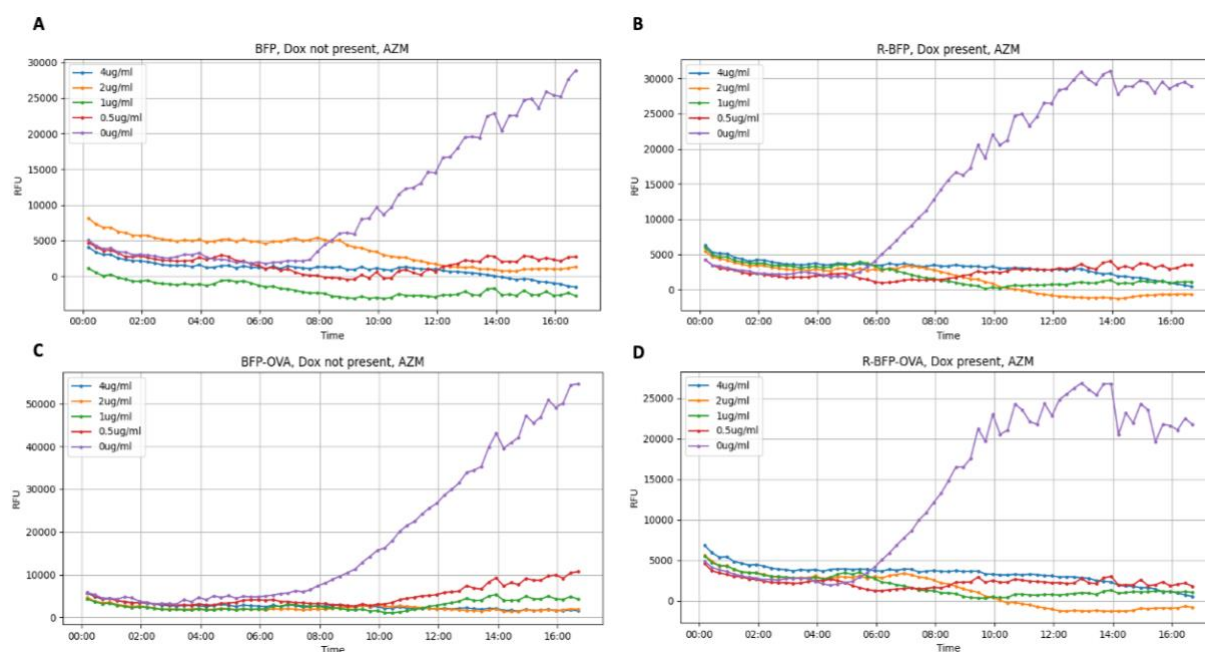 A
BFP, Dox not present, AZM
30000
25000
20000
15000
10000
5000
0
RFU
4ug/ml
2ug/ml
1ug/ml
0.5ug/ml
0ug/ml
00:00 02:00 04:00 06:00 08:00 10:00 12:00 14:00 16:00
Time
B
R-BFP, Dox present, AZM
30000
25000
20000
15000
10000
5000
0
RFU
4ug/ml
2ug/ml
1ug/ml
0.5ug/ml
0ug/ml
00:00 02:00 04:00 06:00 08:00 10:00 12:00 14:00 16:00
Time
C
BFP-OVA, Dox not present, AZM
50000
40000
30000
20000
10000
0
RFU
4ug/ml
2ug/ml
1ug/ml
0.5ug/ml
0ug/ml
00:00 02:00 04:00 06:00 08:00 10:00 12:00 14:00 16:00
Time
D
R-BFP-OVA, Dox present, AZM
25000
20000
15000
10000
5000
0
RFU
4ug/ml
2ug/ml
1ug/ml
0.5ug/ml
0ug/ml
00:00 02:00 04:00 06:00 08:00 10:00 12:00 14:00 16:00
Time